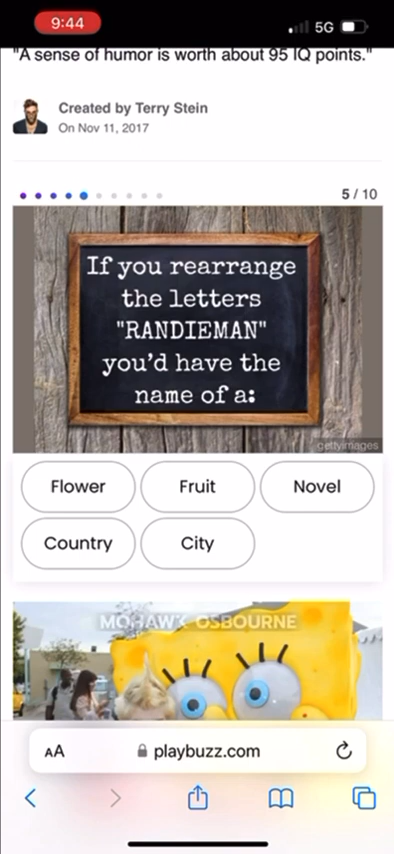 9:44
5G
"A sense of humor is worth about 95 IQ points."
Created by Terry Stein
On Nov 11, 2017
5 / 10
If you rearrange
the letters
"RANDIEMAN"
you'd have the
name of a:
gettyimages
Flower
Fruit
Novel
Country
City
MOHAWK OSBOURNE
AA
playbuzz.com